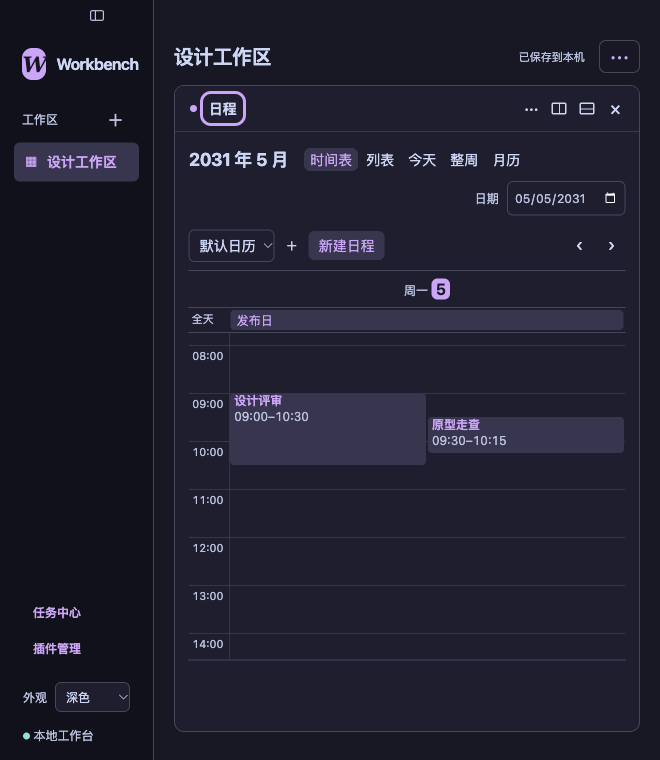 W Workbench
工作区
设计工作区
任务中心
插件管理
外观 深色
本地工作台
设计工作区
已保存到本机
日程
2031 年 5 月 时间表 列表 今天 整周 月历
日期 05/05/2031
默认日历 + 新建日程
周一 5
全天 发布日
08:00
09:00
设计评审
09:00–10:30
原型走查
09:30–10:15
10:00
11:00
12:00
13:00
14:00